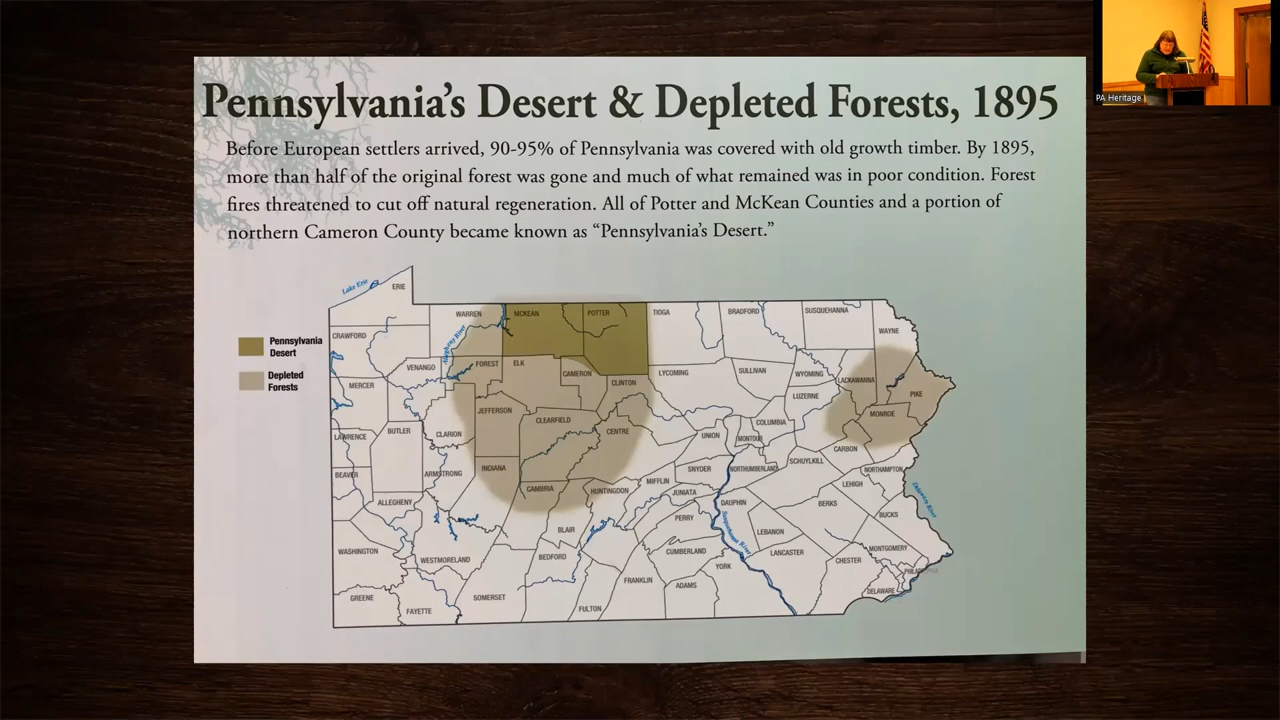 Pennsylvania's Desert & Depleted Forests, 1895
Before European settlers arrived, 90-95% of Pennsylvania was covered with old growth timber. By 1895,
more than half of the original forest was gone and much of what remained was in poor condition. Forest
fires threatened to cut off natural regeneration. All of Potter and McKean Counties and a portion of
northern Cameron County became known as “Pennsylvania's Desert.”
PA Heritage
Pennsylvania
Desert
Depleted
Forests
Lake Erie
ERIE
CRAWFORD
WARREN
MCKEAN
POTTER
TIOGA
BRADFORD
SUSQUEHANNA
WAYNE
Allegheny River
MERCER
VENANGO
FOREST
ELK
CAMERON
CLINTON
LYCOMING
SULLIVAN
WYOMING
LACKAWANNA
LUZERNE
PIKE
MONROE
LAWRENCE
BUTLER
CLARION
JEFFERSON
CLEARFIELD
CENTRE
UNION
COLUMBIA
MONTOUR
CARBON
BEAVER
ARMSTRONG
INDIANA
CAMBRIA
HUNTINGDON
MIFFLIN
SNYDER
NORTHUMBERLAND
SCHUYLKILL
NORTHAMPTON
LEHIGH
JUNIATA
ALLEGHENY
BLAIR
PERRY
DAUPHIN
BERKS
BUCKS
Delaware River
Susquehanna River
LEBANON
WASHINGTON
WESTMORELAND
BEDFORD
CUMBERLAND
LANCASTER
MONTGOMERY
CHESTER
PHILADELPHIA
YORK
GREENE
FAYETTE
SOMERSET
FULTON
FRANKLIN
ADAMS
DELAWARE